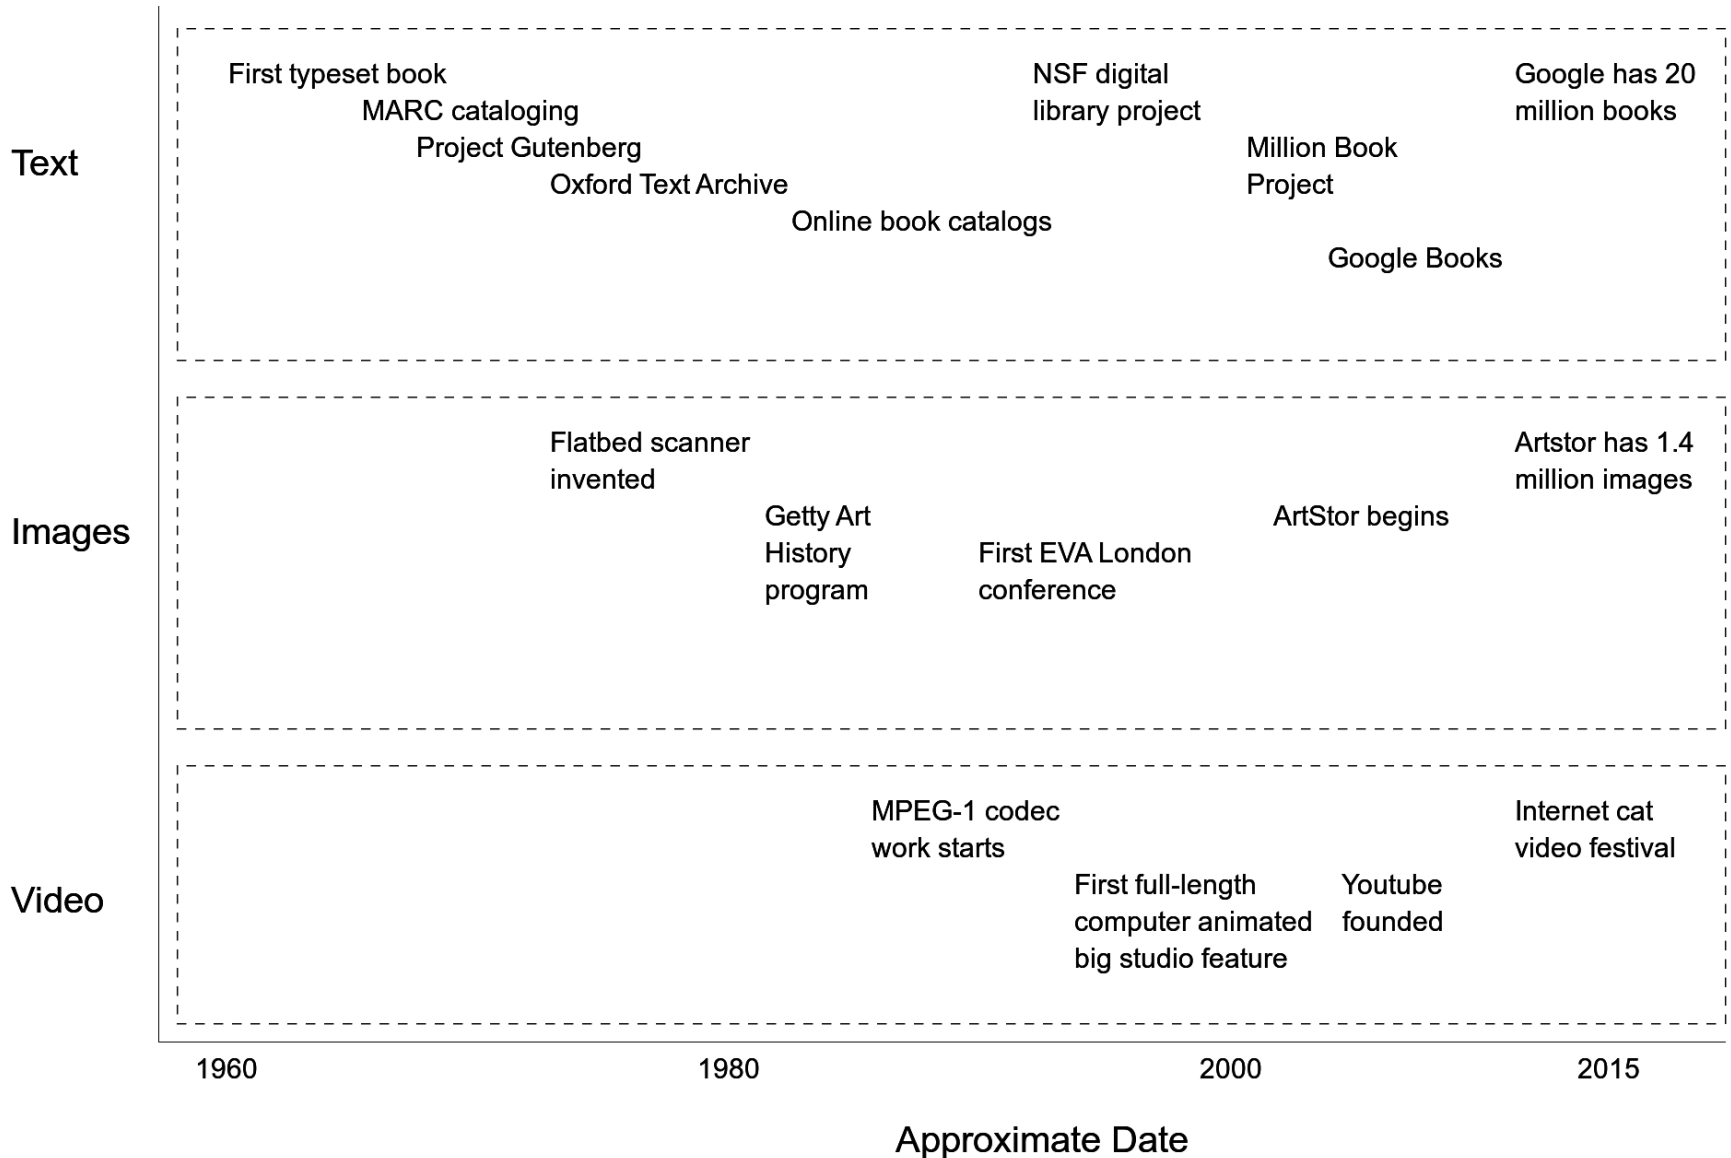 Text
First typeset book
MARC cataloging
Project Gutenberg
Oxford Text Archive
Online book catalogs
NSF digital
library project
Million Book
Project
Google Books
Google has 20
million books
Images
Flatbed scanner
invented
Getty Art
History
program
First EVA London
conference
ArtStor begins
Artstor has 1.4
million images
Video
MPEG-1 codec
work starts
First full-length
computer animated
big studio feature
Youtube
founded
Internet cat
video festival
1960 1980 2000 2015
Approximate Date